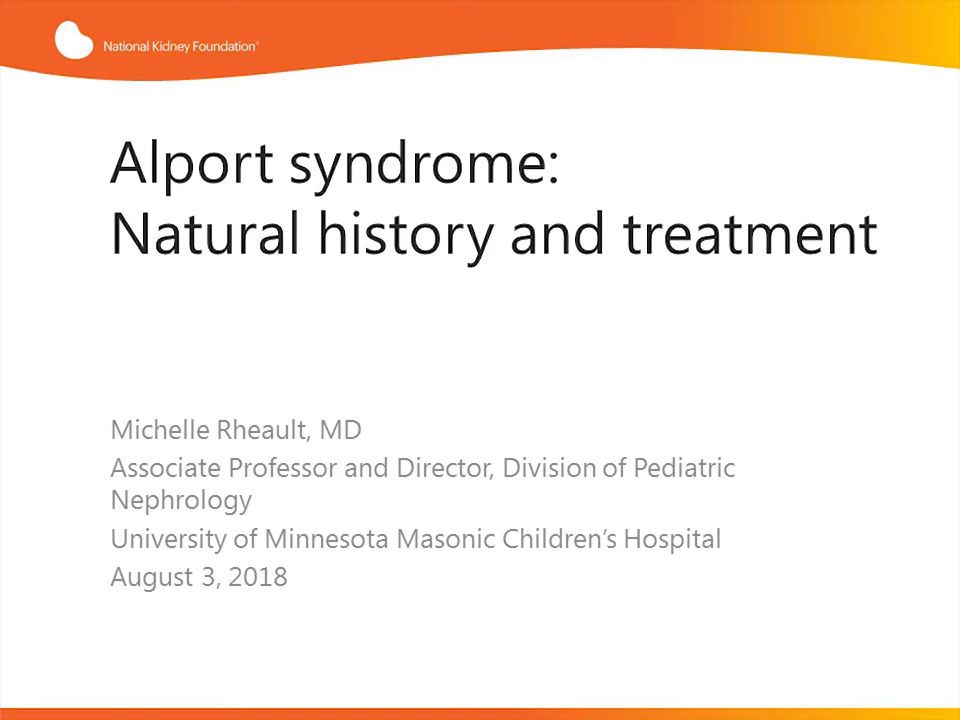 National Kidney Foundation®
Alport syndrome:
Natural history and treatment
Michelle Rheault, MD
Associate Professor and Director, Division of Pediatric
Nephrology
University of Minnesota Masonic Children’s Hospital
August 3, 2018